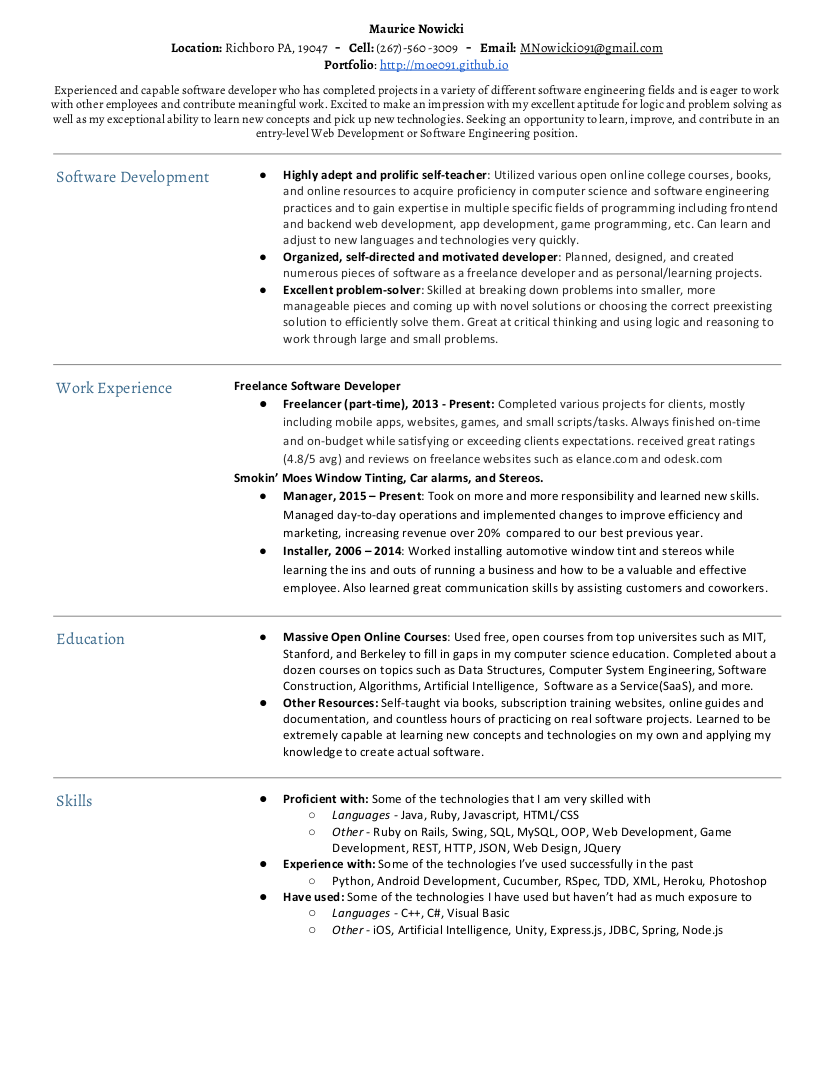 Maurice Nowicki
Location: Richboro PA, 19047 - Cell: (267)-560-3009 - Email: MNowicki091@gmail.com
Portfolio: http://moe091.github.io
Experienced and capable software developer who has completed projects in a variety of different software engineering fields and is eager to work
with other employees and contribute meaningful work. Excited to make an impression with my excellent aptitude for logic and problem solving as
well as my exceptional ability to learn new concepts and pick up new technologies. Seeking an opportunity to learn, improve, and contribute in an
entry-level Web Development or Software Engineering position.
Software Development
● Highly adept and prolific self-teacher: Utilized various open online college courses, books,
and online resources to acquire proficiency in computer science and software engineering
practices and to gain expertise in multiple specific fields of programming including frontend
and backend web development, app development, game programming, etc. Can learn and
adjust to new languages and technologies very quickly.
● Organized, self-directed and motivated developer: Planned, designed, and created
numerous pieces of software as a freelance developer and as personal/learning projects.
● Excellent problem-solver: Skilled at breaking down problems into smaller, more
manageable pieces and coming up with novel solutions or choosing the correct preexisting
solution to efficiently solve them. Great at critical thinking and using logic and reasoning to
work through large and small problems.
Work Experience
Freelance Software Developer
● Freelancer (part-time), 2013 - Present: Completed various projects for clients, mostly
including mobile apps, websites, games, and small scripts/tasks. Always finished on-time
and on-budget while satisfying or exceeding clients expectations. received great ratings
(4.8/5 avg) and reviews on freelance websites such as elance.com and odesk.com
Smokin’ Moes Window Tinting, Car alarms, and Stereos.
● Manager, 2015 – Present: Took on more and more responsibility and learned new skills.
Managed day-to-day operations and implemented changes to improve efficiency and
marketing, increasing revenue over 20% compared to our best previous year.
● Installer, 2006 – 2014: Worked installing automotive window tint and stereos while
learning the ins and outs of running a business and how to be a valuable and effective
employee. Also learned great communication skills by assisting customers and coworkers.
Education
● Massive Open Online Courses: Used free, open courses from top universites such as MIT,
Stanford, and Berkeley to fill in gaps in my computer science education. Completed about a
dozen courses on topics such as Data Structures, Computer System Engineering, Software
Construction, Algorithms, Artificial Intelligence, Software as a Service(SaaS), and more.
● Other Resources: Self-taught via books, subscription training websites, online guides and
documentation, and countless hours of practicing on real software projects. Learned to be
extremely capable at learning new concepts and technologies on my own and applying my
knowledge to create actual software.
Skills
● Proficient with: Some of the technologies that I am very skilled with
○ Languages - Java, Ruby, Javascript, HTML/CSS
○ Other - Ruby on Rails, Swing, SQL, MySQL, OOP, Web Development, Game
Development, REST, HTTP, JSON, Web Design, JQuery
● Experience with: Some of the technologies I’ve used successfully in the past
○ Python, Android Development, Cucumber, RSpec, TDD, XML, Heroku, Photoshop
● Have used: Some of the technologies I have used but haven’t had as much exposure to
○ Languages - C++, C#, Visual Basic
○ Other - iOS, Artificial Intelligence, Unity, Express.js, JDBC, Spring, Node.js